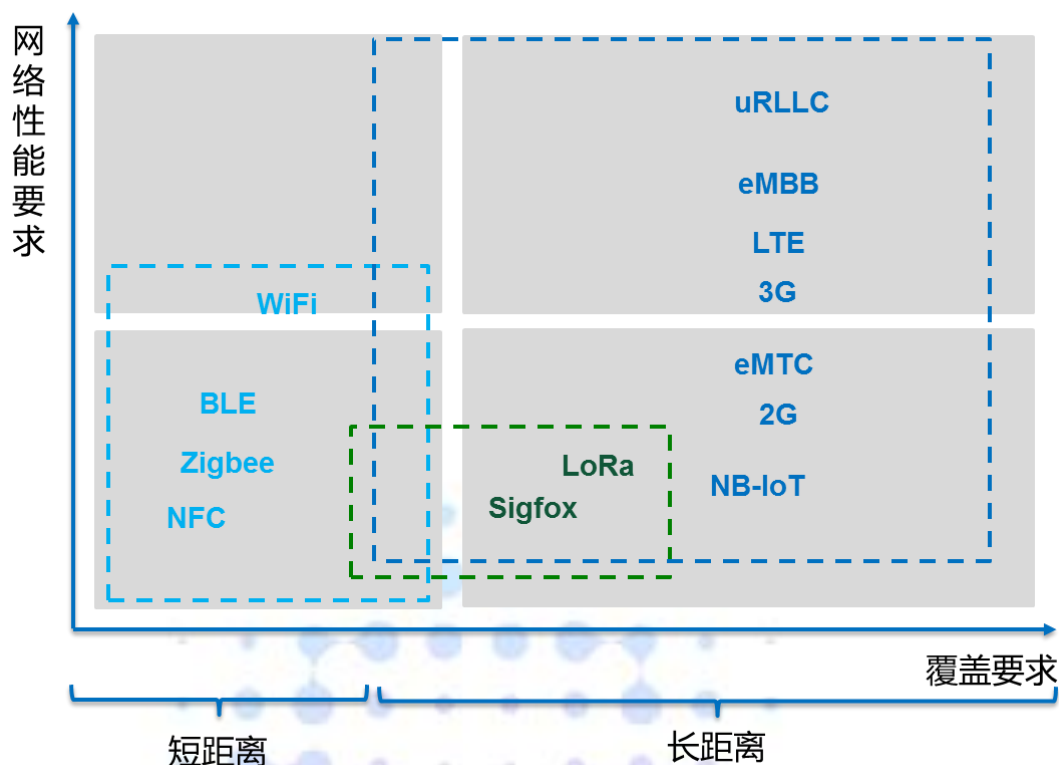 网络性能要求
uRLLC
eMBB
LTE
3G
WiFi
eMTC
BLE
2G
Zigbee
LoRa
NB-IoT
Sigfox
NFC
覆盖要求
短距离
长距离